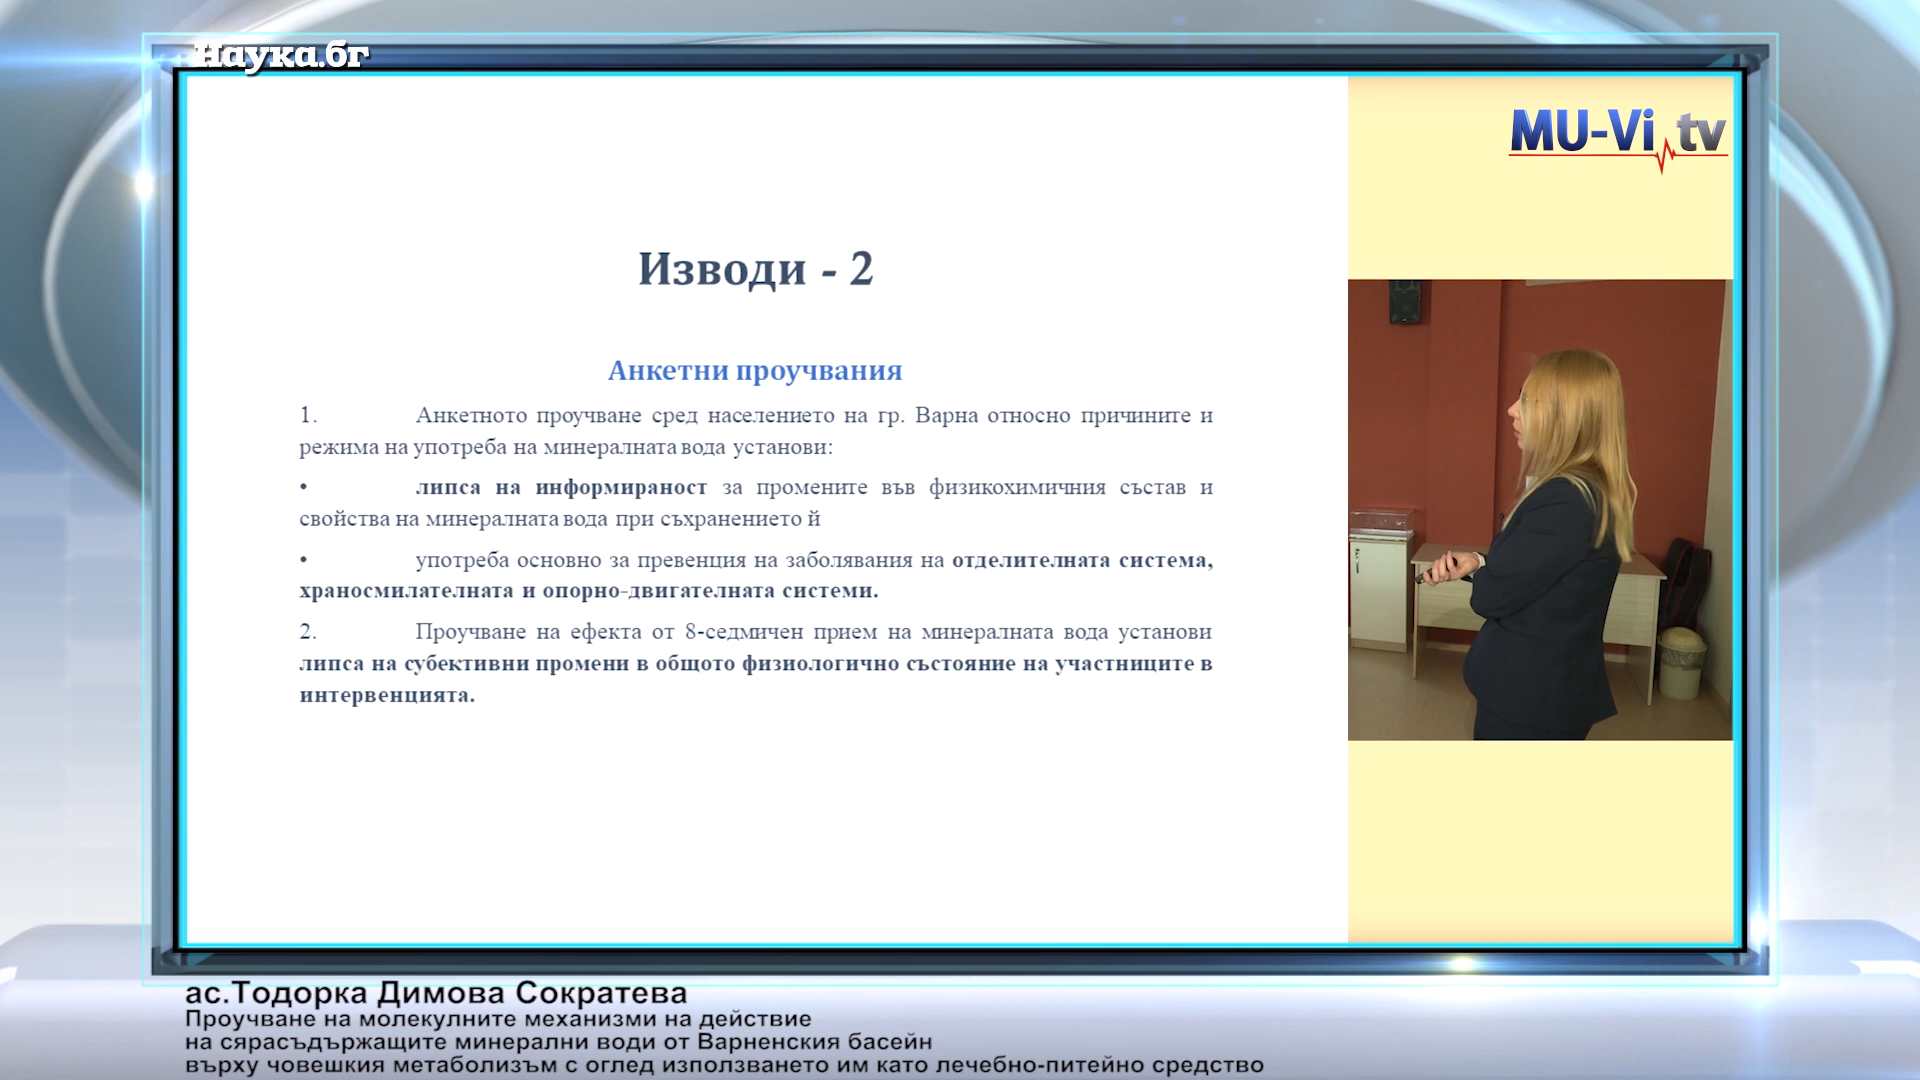 Наука.бг
MU-Vi tv
Изводи - 2
Анкетни проучвания
1. Анкетното проучване сред населението на гр. Варна относно причините и
режима на употреба на минералната вода установи:
• липса на информираност за промените във физикохимичния състав и
свойства на минералната вода при съхранението й
• употреба основно за превенция на заболявания на отделителната система,
храносмилателната и опорно-двигателната системи.
2. Проучване на ефекта от 8-седмичен прием на минералната вода установи
липса на субективни промени в общото физиологично състояние на участниците в
интервенцията.
ас.Тодорка Димова Сократева
Проучване на молекулните механизми на действие
на сярасъдържащите минерални води от Варненския басейн
върху човешкия метаболизъм с оглед използването им като лечебно-питейно средство